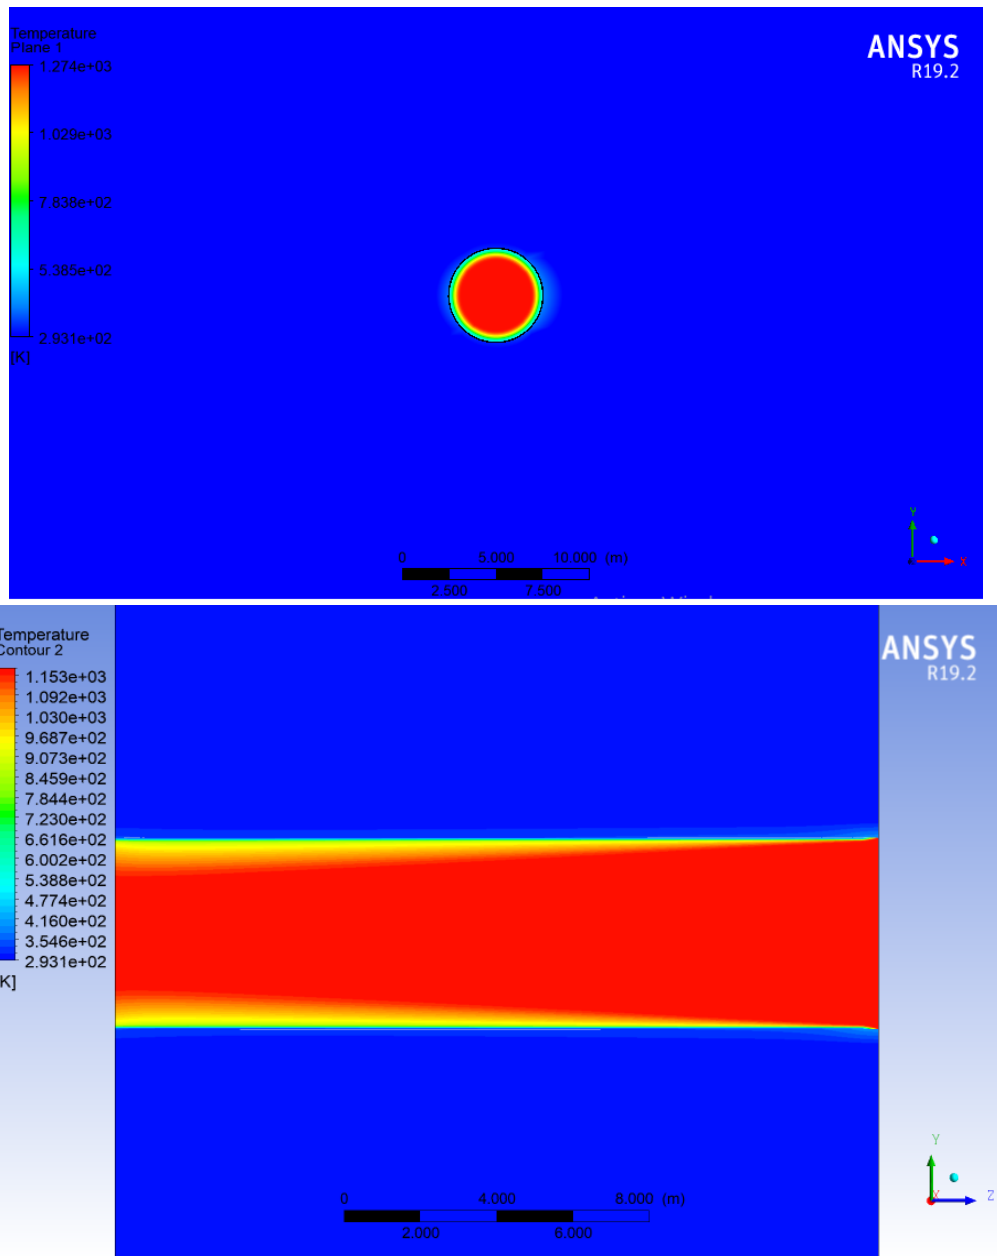 Temperature
Plane 1
1.274e+03
1.029e+03
7.838e+02
5.385e+02
2.931e+02
[K]
ANSYS
R19.2
Y
X
0 5.000 10.000 (m)
2.500 7.500
Temperature
Contour 2
1.153e+03
1.092e+03
1.030e+03
9.687e+02
9.073e+02
8.459e+02
7.844e+02
7.230e+02
6.616e+02
6.002e+02
5.388e+02
4.774e+02
4.160e+02
3.546e+02
2.931e+02
K]
ANSYS
R19.2
Y
X
Z
0 4.000 8.000 (m)
2.000 6.000